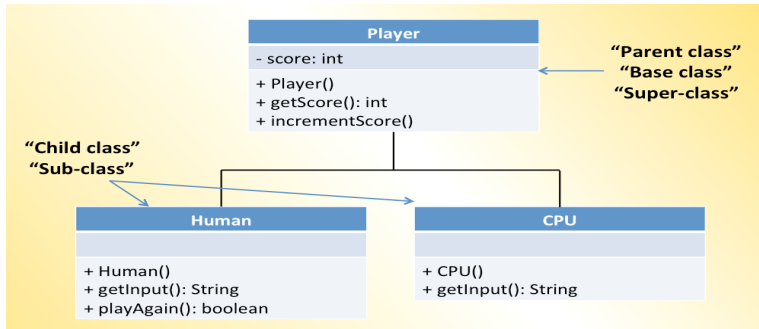 Player
- score: int
+ Player()
+ getScore(): int
+ incrementScore()
“Parent class”
“Base class”
“Super-class”
“Child class”
“Sub-class”
Human
+ Human()
+ getInput(): String
+ playAgain(): boolean
CPU
+ CPU()
+ getInput(): String